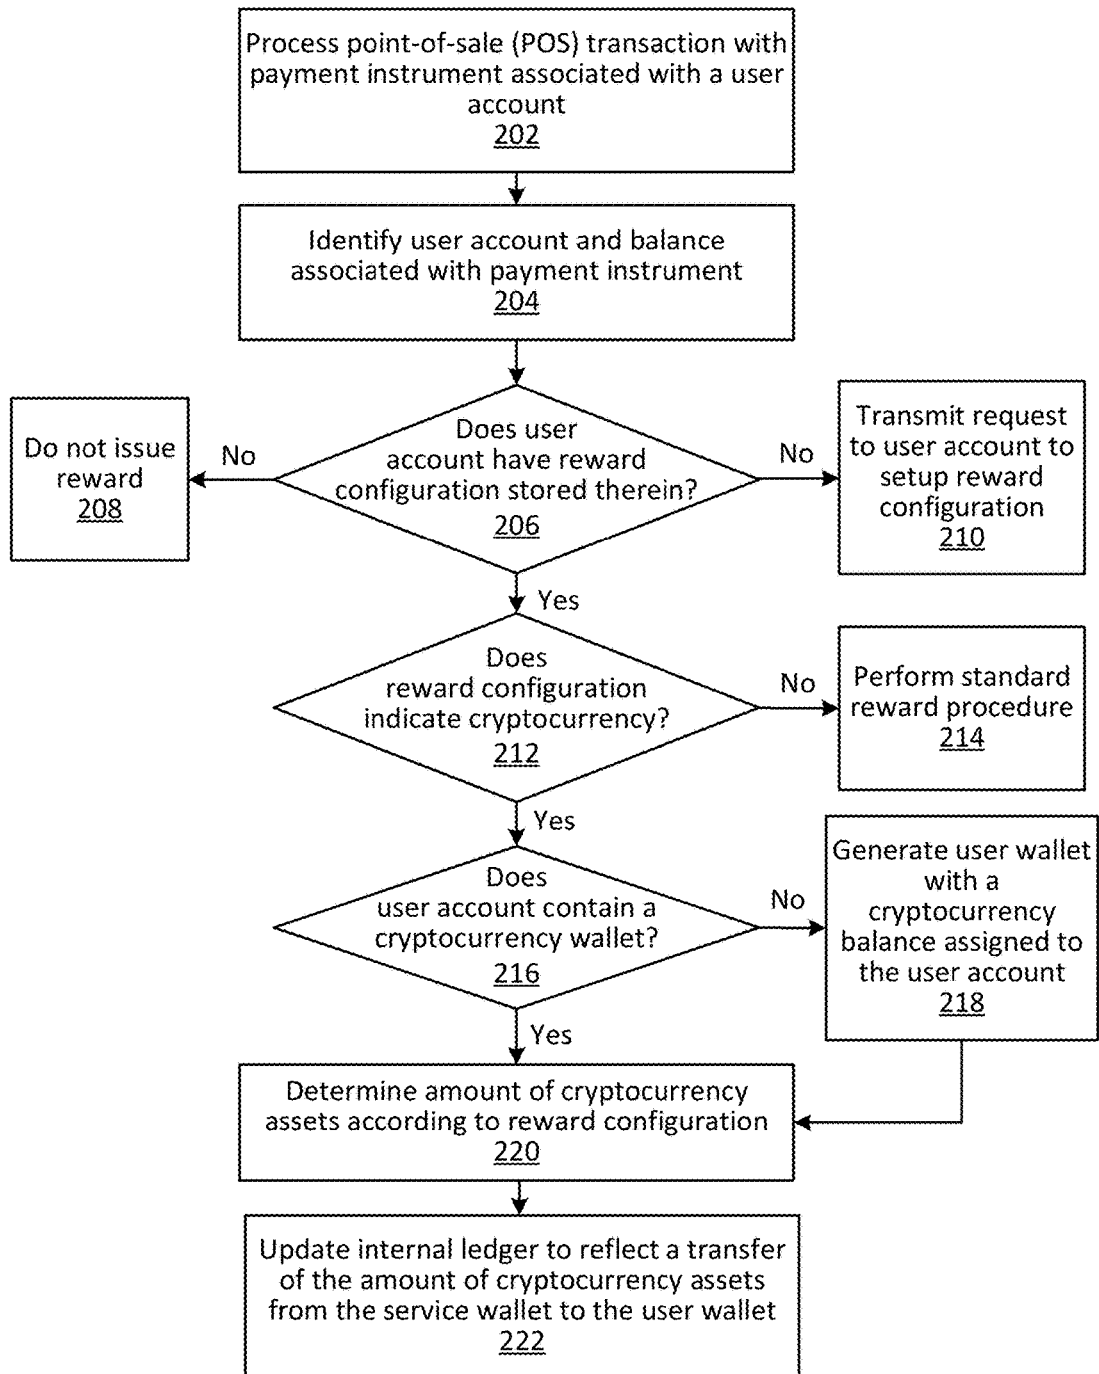 Process point-of-sale (POS) transaction with
payment instrument associated with a user
account
202
Identify user account and balance
associated with payment instrument
204
Does user
account have reward
configuration stored therein?
206
No
Do not issue
reward
208
No
Transmit request
to user account to
setup reward
configuration
210
Yes
Does
reward configuration
indicate cryptocurrency?
212
No
Perform standard
reward procedure
214
Yes
Does
user account contain a
cryptocurrency wallet?
216
No
Generate user wallet
with a
cryptocurrency
balance assigned to
the user account
218
Yes
Determine amount of cryptocurrency
assets according to reward configuration
220
Update internal ledger to reflect a transfer
of the amount of cryptocurrency assets
from the service wallet to the user wallet
222